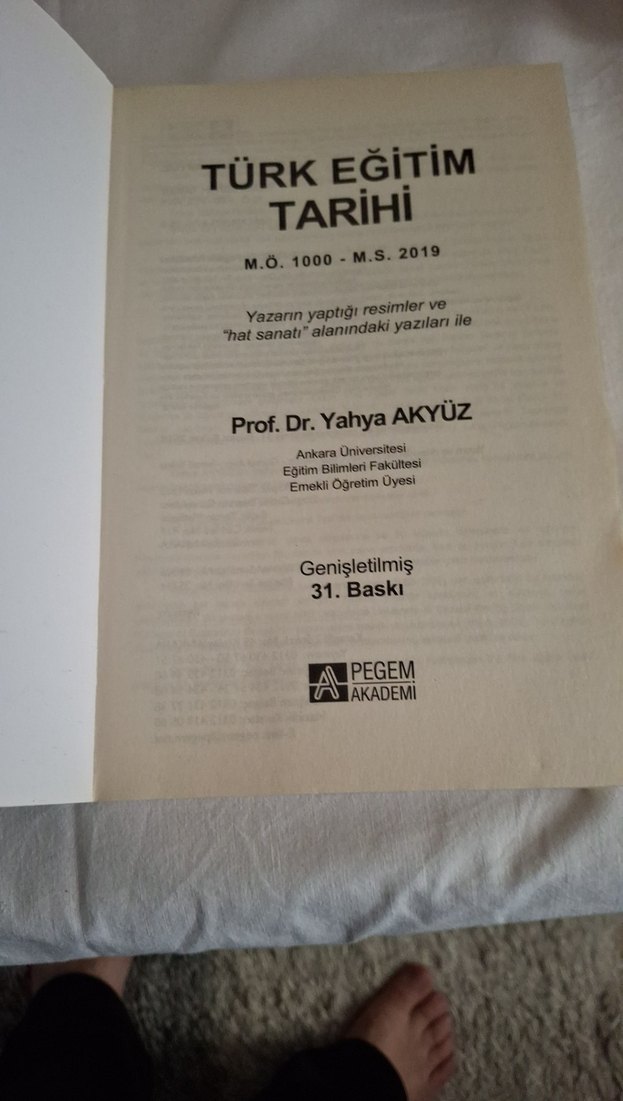 TÜRK EĞİTİM
TARİHİ
M.Ö. 1000 - M.S. 2019
Yazarın yaptığı resimler ve
"hat sanatı" alanındaki yazıları ile
Prof. Dr. Yahya AKYÜZ
Ankara Üniversitesi
Eğitim Bilimleri Fakültesi
Emekli Öğretim Üyesi
Genişletilmiş
31. Baskı
PEGEM
AKADEMİ